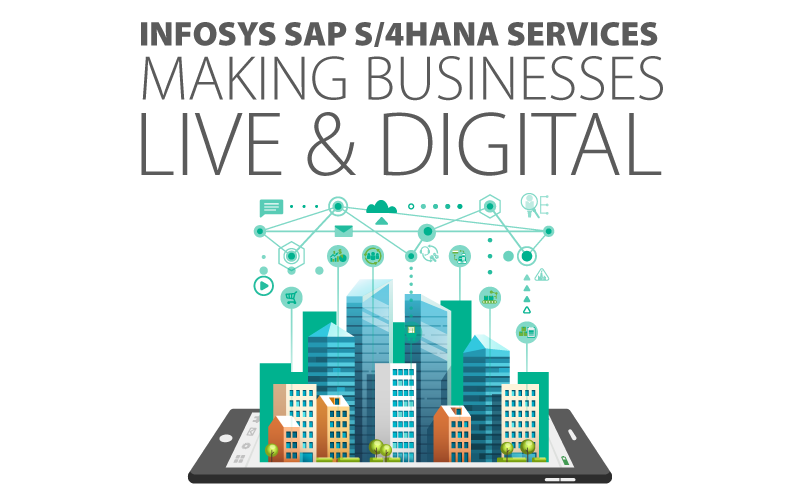 INFOSYS SAP S/4HANA SERVICES
MAKING BUSINESSES
LIVE & DIGITAL